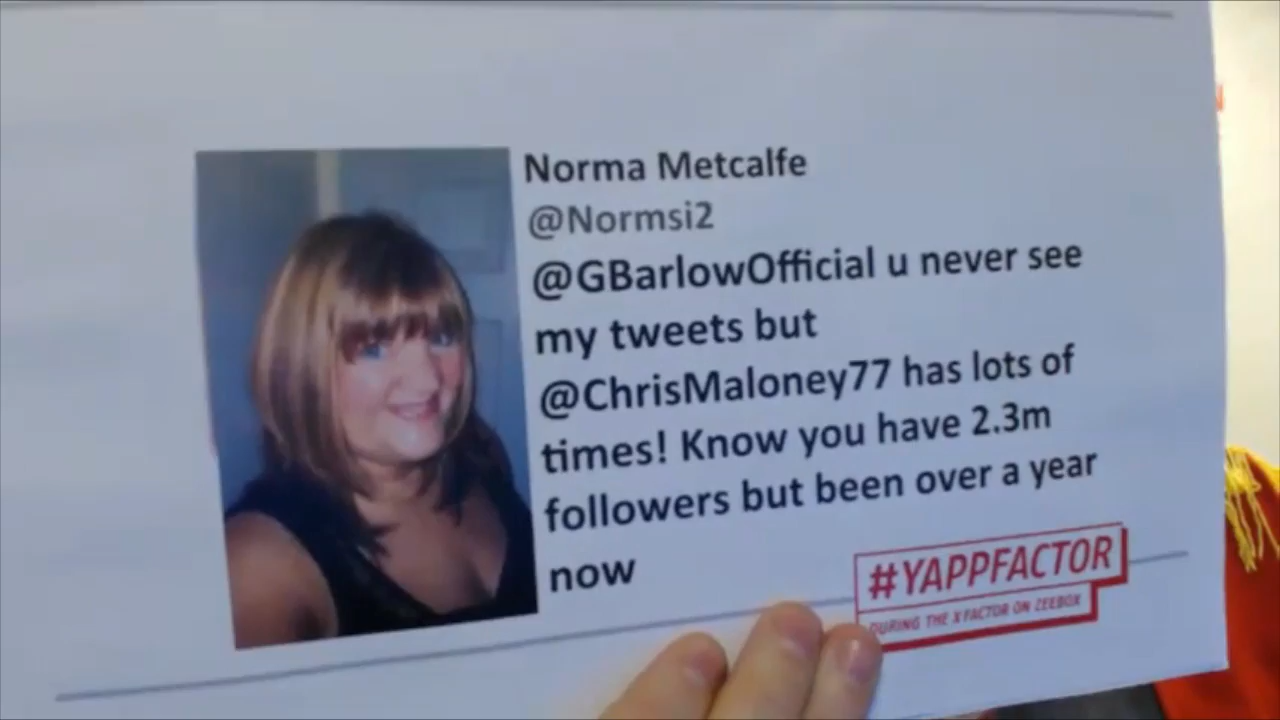 Norma Metcalfe
@Normsi2
@GBarlowOfficial u never see
my tweets but
@ChrisMaloney77 has lots of
times! Know you have 2.3m
followers but been over a year
now
#YAPPFACTOR
DURING THE X FACTOR ON ZEEBOX